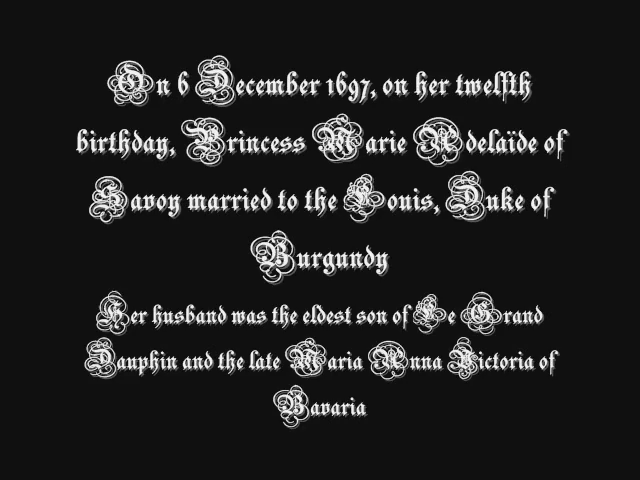 On 6 December 1697, on her twelfth
birthday, Princess Marie Adelaïde of
Savoy married to the Louis, Duke of
Burgundy
Her husband was the eldest son of Le Grand
Dauphin and the late Maria Anna Victoria of
Bavaria